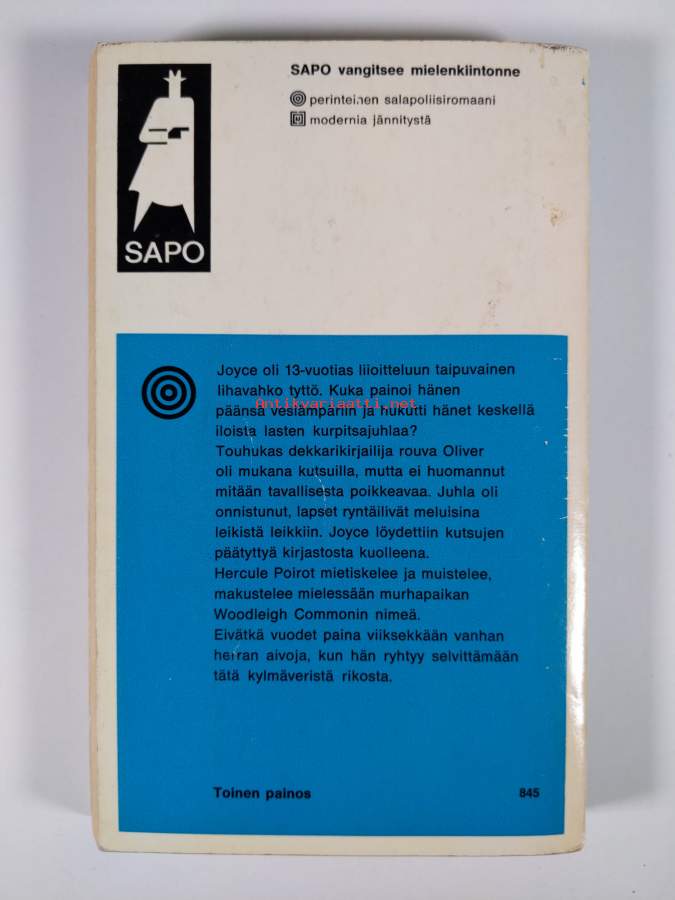 SAPO vangitsee mielenkiintonne
perinteinen salapoliisiromaani
modernia jännitystä
SAPO
Joyce oli 13-vuotias liioitteluun taipuvainen
lihavahko tyttö. Kuka painoi hänen
Antikvariaatti.net
päänsä vesiämpäriin ja hukutti hänet keskellä
iloista lasten kurpitsajuhlaa?
Touhukas dekkarikirjailija rouva Oliver
oli mukana kutsuilla, mutta ei huomannut
mitään tavallisesta poikkeavaa. Juhla oli
onnistunut, lapset ryntäilivät meluisina
leikistä leikkiin. Joyce löydettiin kutsujen
päätyttyä kirjastosta kuolleena.
Hercule Poirot mietiskelee ja muistelee,
makustelee mielessään murhapaikan
Woodleigh Commonin nimeä.
Eivätkä vuodet paina viiksekkään vanhan
herran aivoja, kun hän ryhtyy selvittämään
tätä kylmäveristä rikosta.
Toinen painos 845